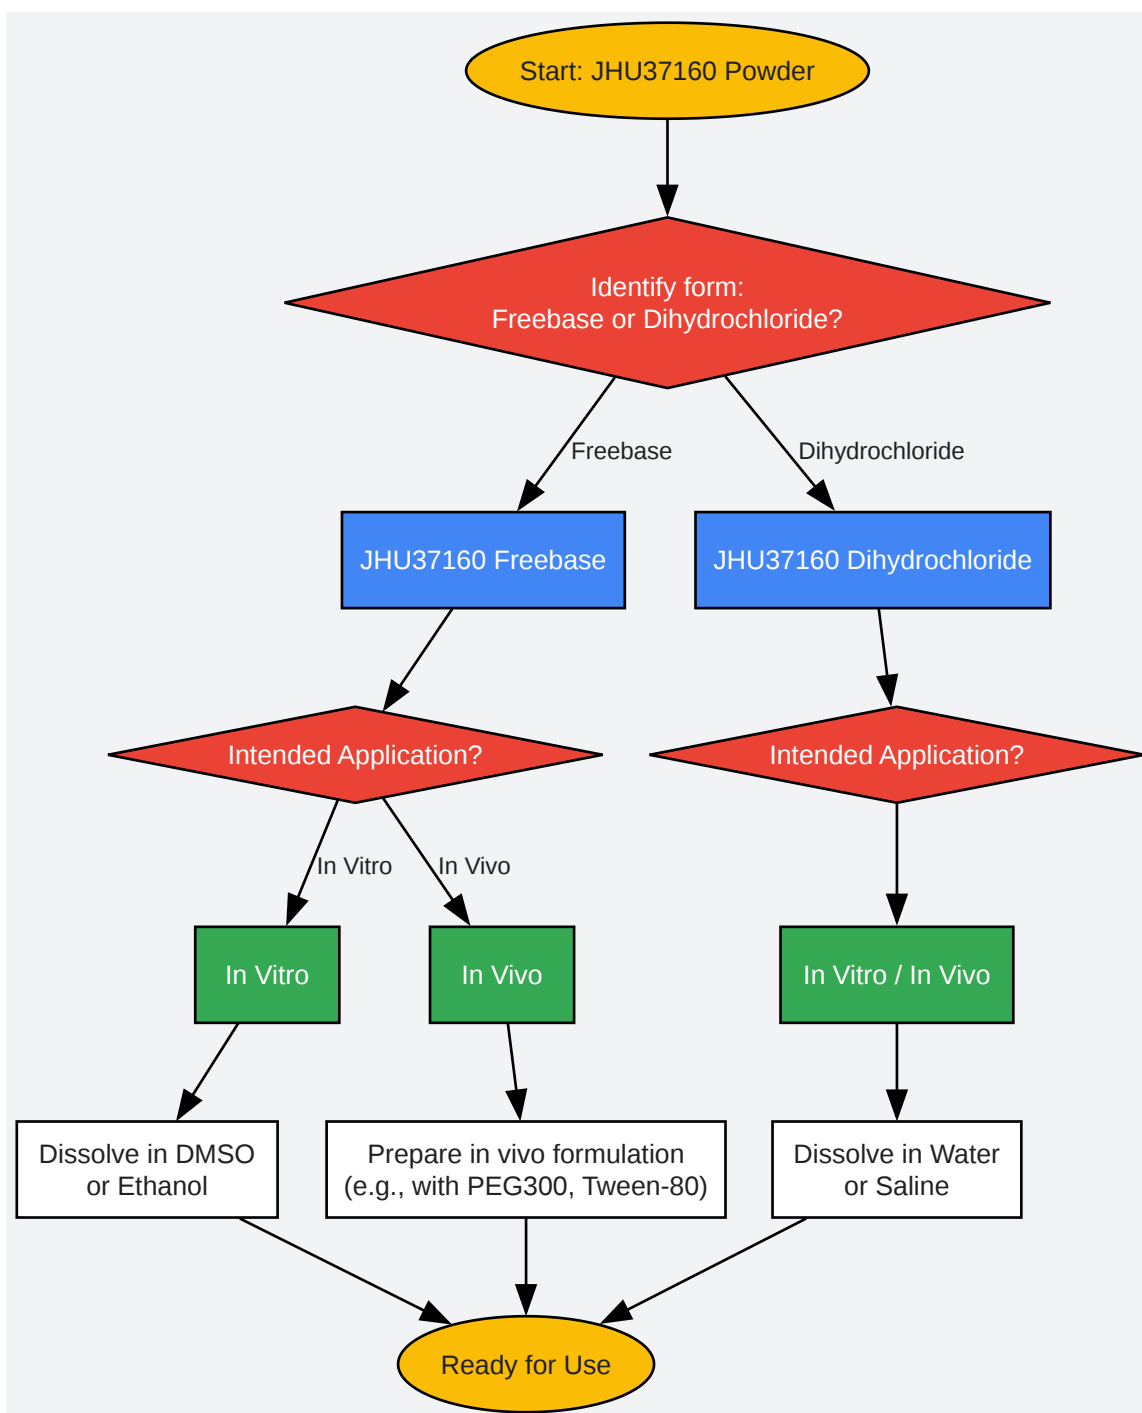 Start: JHU37160 Powder
Identify form:
Freebase or Dihydrochloride?
Freebase
Dihydrochloride
JHU37160 Freebase
JHU37160 Dihydrochloride
Intended Application?
Intended Application?
In Vitro
In Vivo
In Vitro
In Vivo
In Vitro / In Vivo
Dissolve in DMSO
or Ethanol
Prepare in vivo formulation
(e.g., with PEG300, Tween-80)
Dissolve in Water
or Saline
Ready for Use